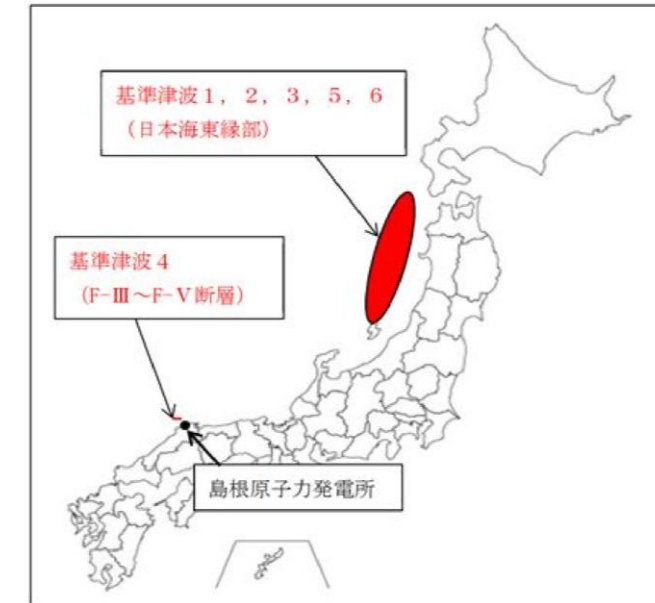 基準津波１，２，３，５，６
（日本海東縁部）
基準津波４
（F-Ⅲ～F-Ⅴ断層）
島根原子力発電所